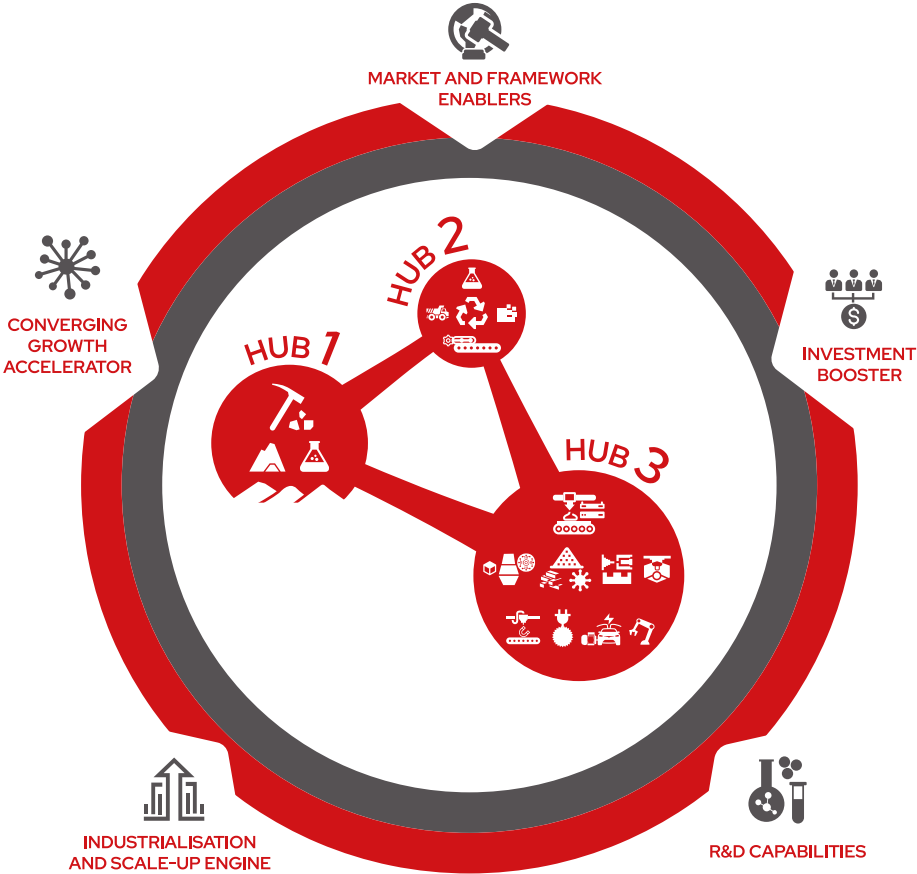 MARKET AND FRAMEWORK
ENABLERS
CONVERGING
GROWTH
ACCELERATOR
INVESTMENT
BOOSTER
HUB 2
HUB 1
HUB 3
INDUSTRIALISATION
AND SCALE-UP ENGINE
R&D CAPABILITIES